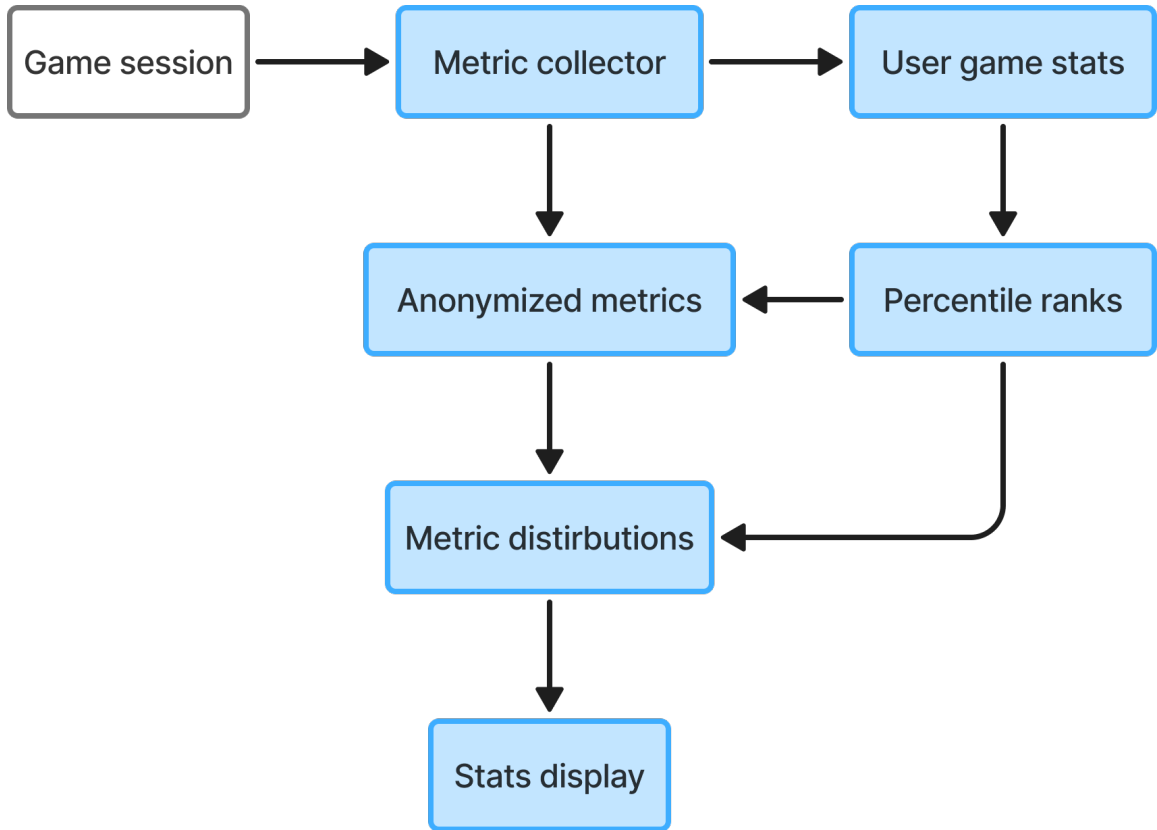 Game session
Metric collector
User game stats
Anonymized metrics
Percentile ranks
Metric distirbutions
Stats display